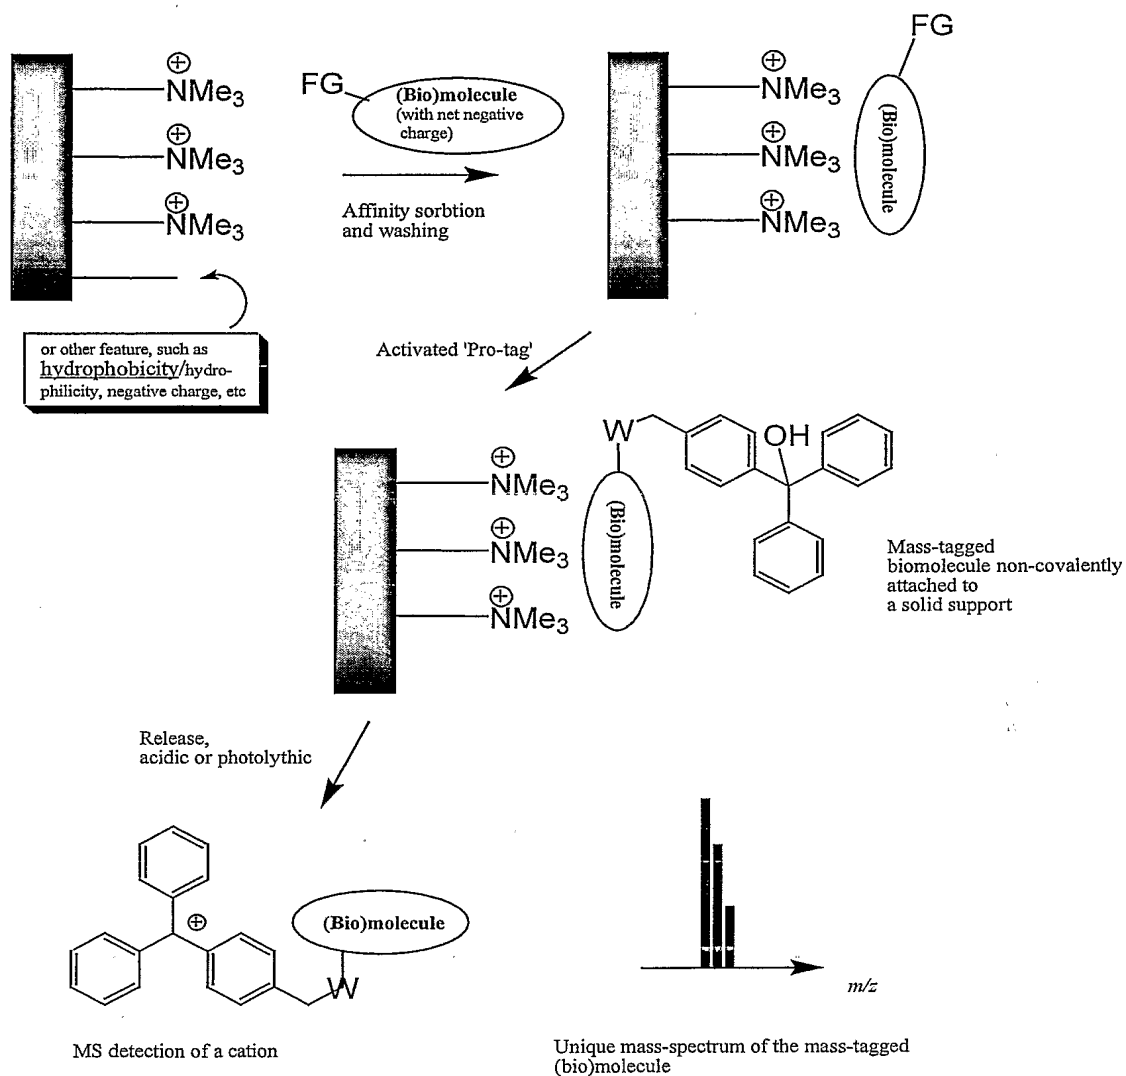 FG
⊕
NMe3
⊕
NMe3
⊕
NMe3
FG
(Bio)molecule
(with net negative
charge)
Affinity sorbtion
and washing
⊕
NMe3
⊕
NMe3
⊕
NMe3
(Bio)molecule
or other feature, such as
hydrophobicity/hydro-
philicity, negative charge, etc
Activated 'Pro-tag'
W
OH
⊕
NMe3
⊕
NMe3
⊕
NMe3
(Bio)molecule
Mass-tagged
biomolecule non-covalently
attached to
a solid support
Release,
acidic or photolythic
⊕
(Bio)molecule
W
m/z
MS detection of a cation
Unique mass-spectrum of the mass-tagged
(bio)molecule